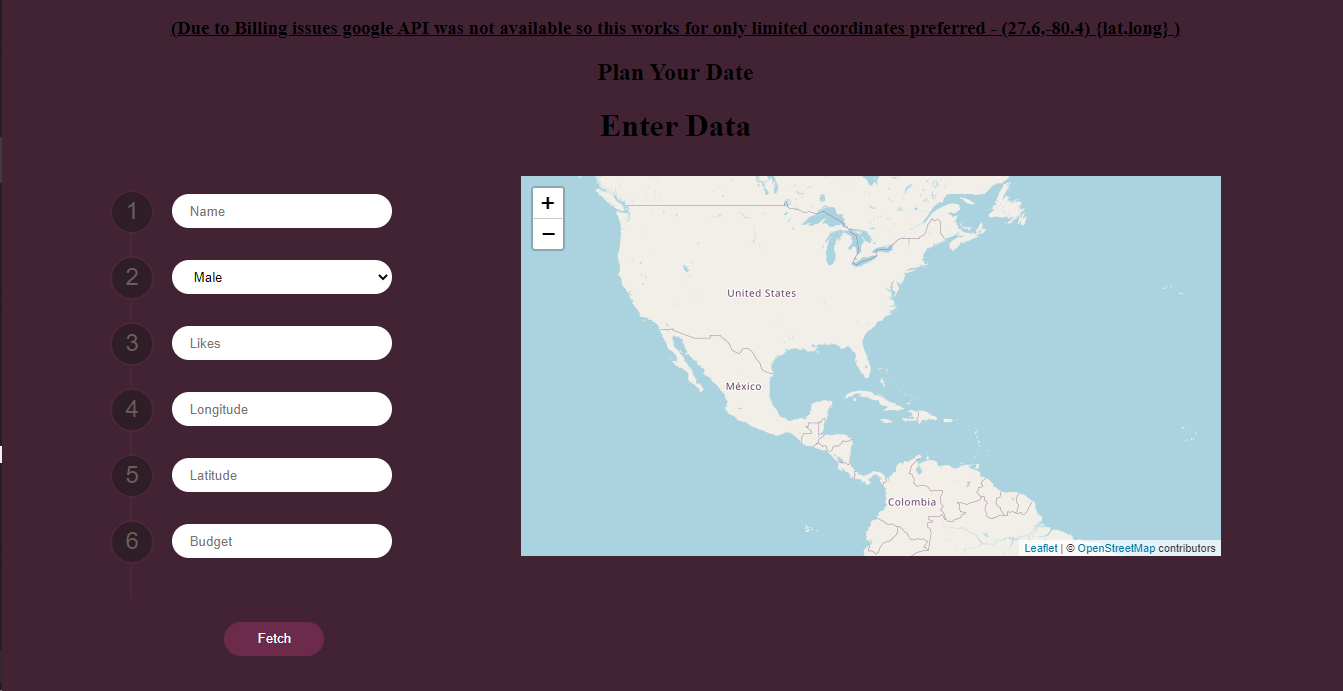 (Due to Billing issues google API was not available so this works for only limited coordinates preferred - (27.6,-80.4) {lat,long} )
Plan Your Date
Enter Data
1 Name
2 Male
3 Likes
4 Longitude
5 Latitude
6 Budget
Fetch
+
−
United States
México
Colombia
Leaflet | © OpenStreetMap contributors